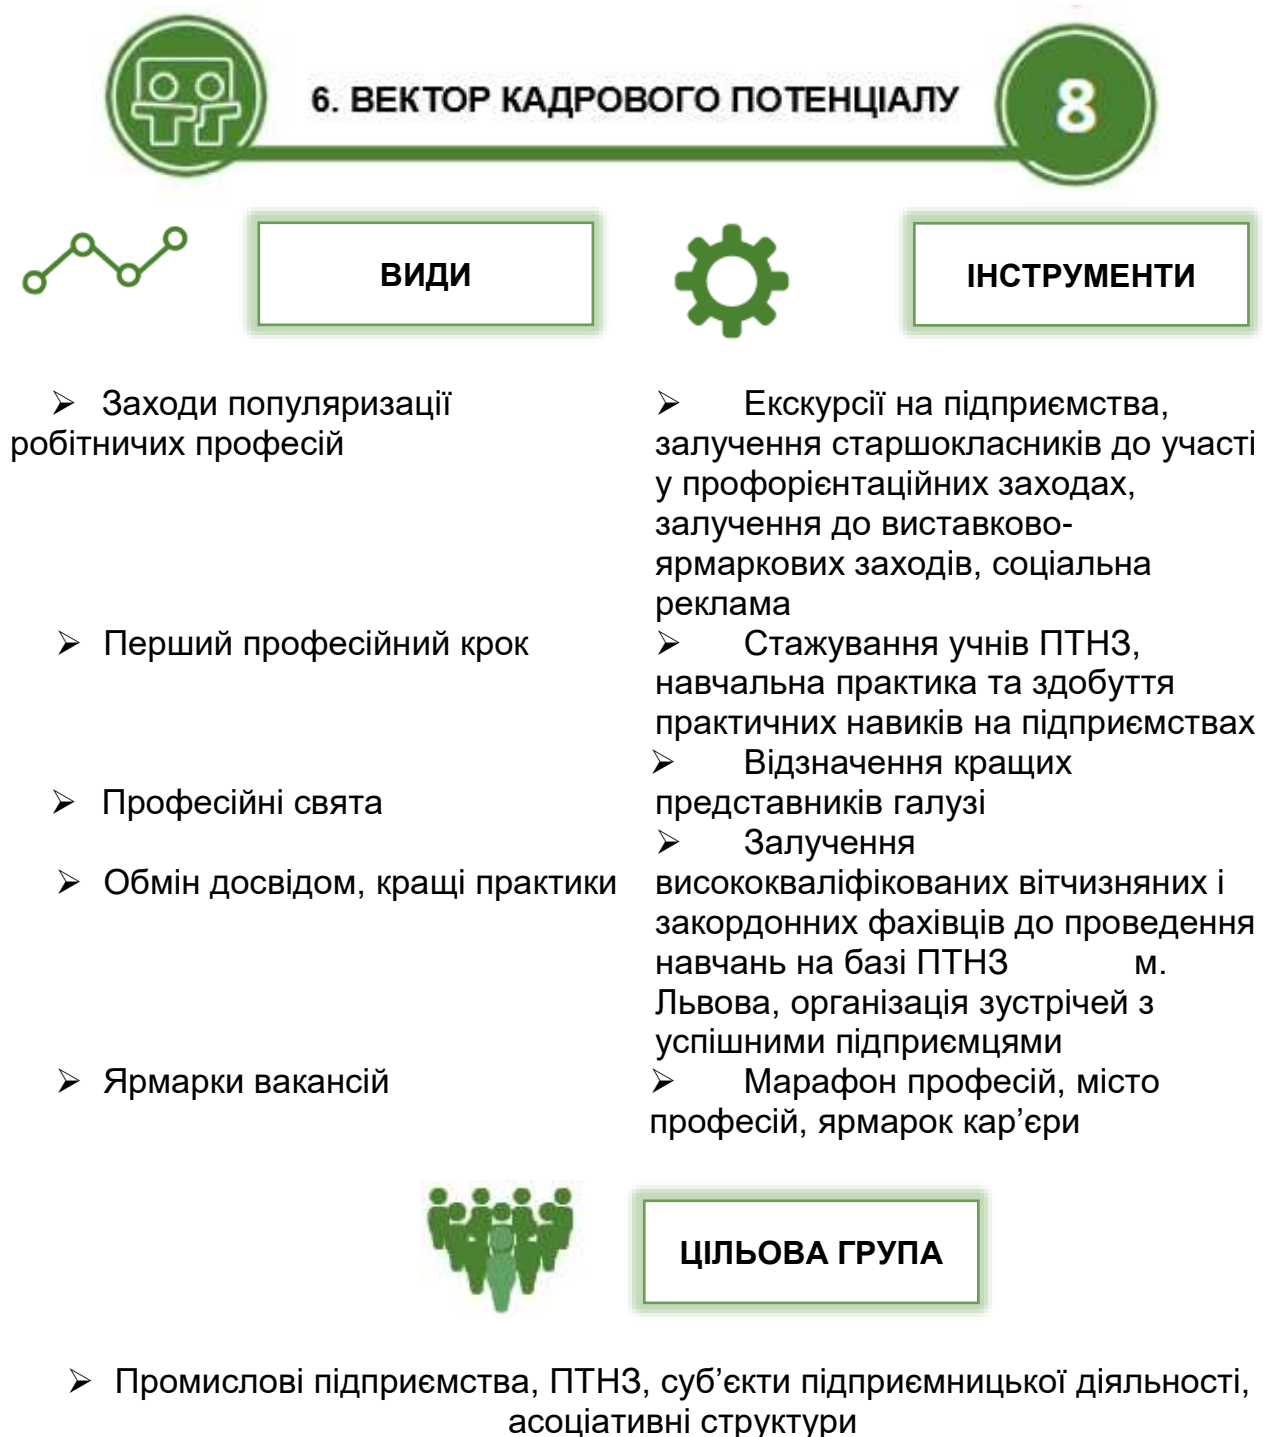 6. ВЕКТОР КАДРОВОГО ПОТЕНЦІАЛУ
8
ВИДИ
ІНСТРУМЕНТИ
➢ Заходи популяризації
робітничих професій
➢ Екскурсії на підприємства,
залучення старшокласників до участі
у профорієнтаційних заходах,
залучення до виставково-
ярмаркових заходів, соціальна
реклама
➢ Перший професійний крок
➢ Стажування учнів ПТНЗ,
навчальна практика та здобуття
практичних навиків на підприємствах
➢ Професійні свята
➢ Відзначення кращих
представників галузі
➢ Обмін досвідом, кращі практики
➢ Залучення
висококваліфікованих вітчизняних і
закордонних фахівців до проведення
навчань на базі ПТНЗ м.
Львова, організація зустрічей з
успішними підприємцями
➢ Ярмарки вакансій
➢ Марафон професій, місто
професій, ярмарок кар’єри
ЦІЛЬОВА ГРУПА
➢ Промислові підприємства, ПТНЗ, суб’єкти підприємницької діяльності,
асоціативні структури